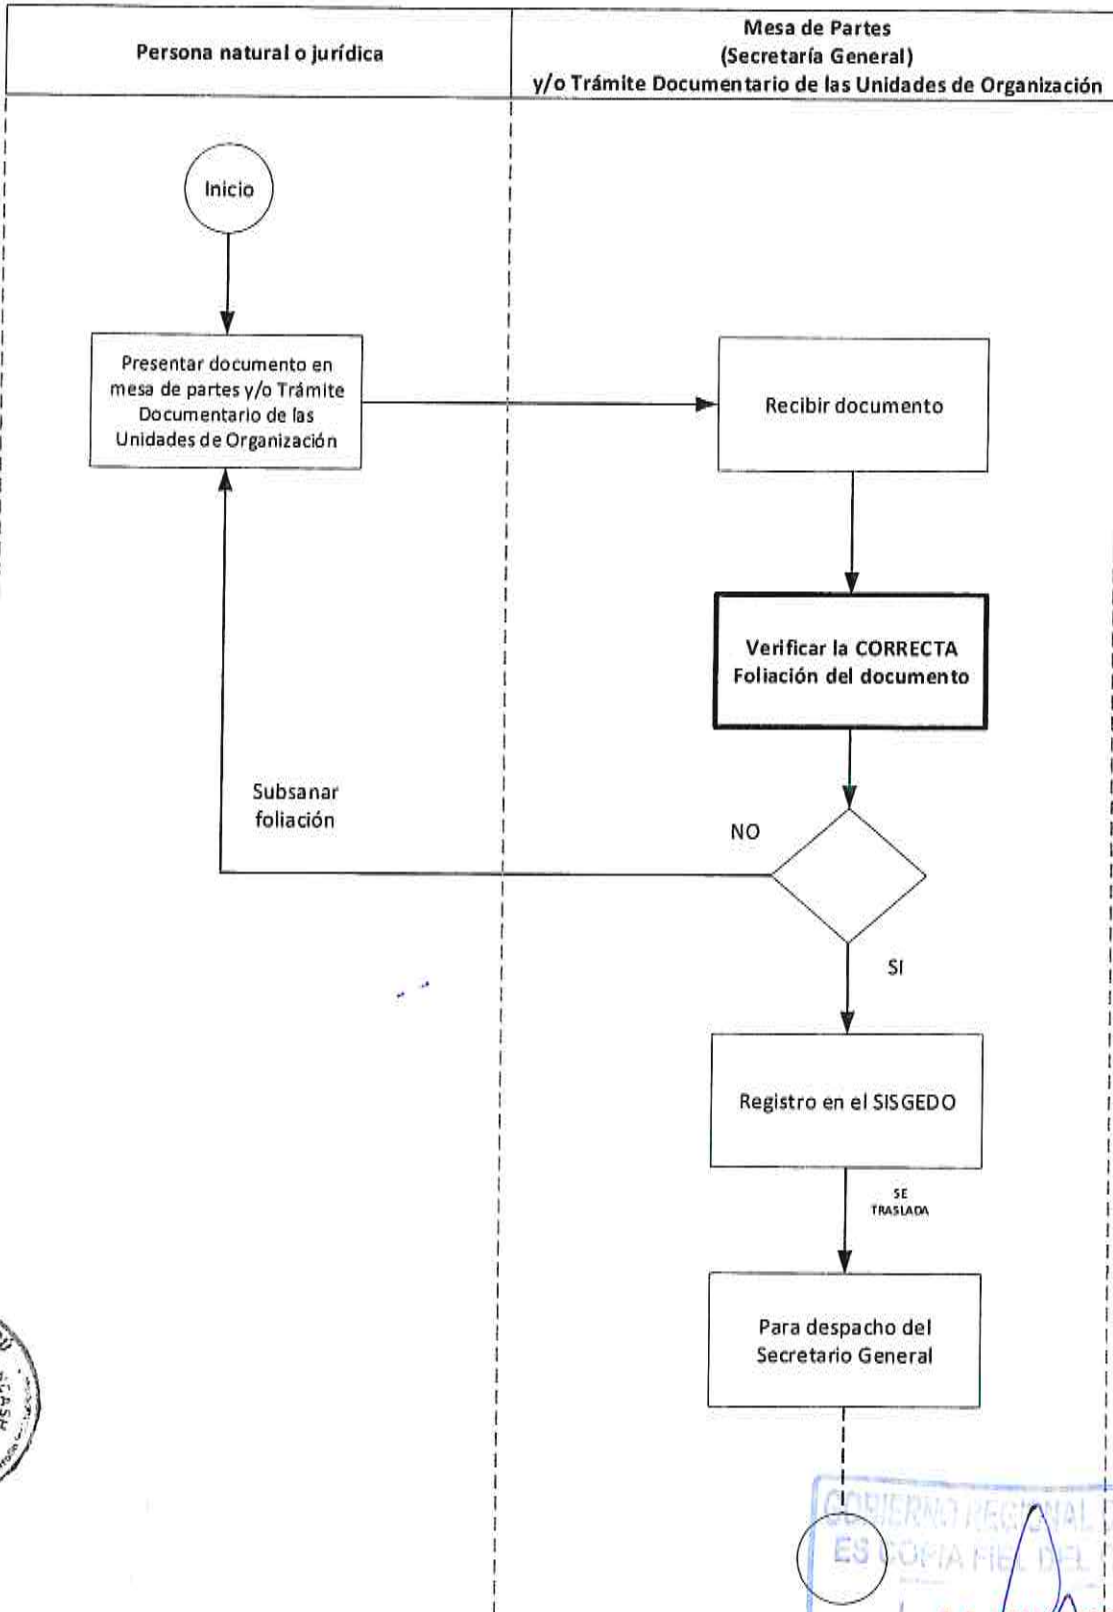 Persona natural o jurídica
Mesa de Partes
(Secretaría General)
y/o Trámite Documentario de las Unidades de Organización
Inicio
Presentar documento en
mesa de partes y/o Trámite
Documentario de las
Unidades de Organización
Recibir documento
Verificar la CORRECTA
Foliación del documento
Subsanar
foliación
NO
SI
Registro en el SISGEDO
SE
TRASLADA
Para despacho del
Secretario General
GOBIERNO REGIONAL
ES COPIA FIEL DEL